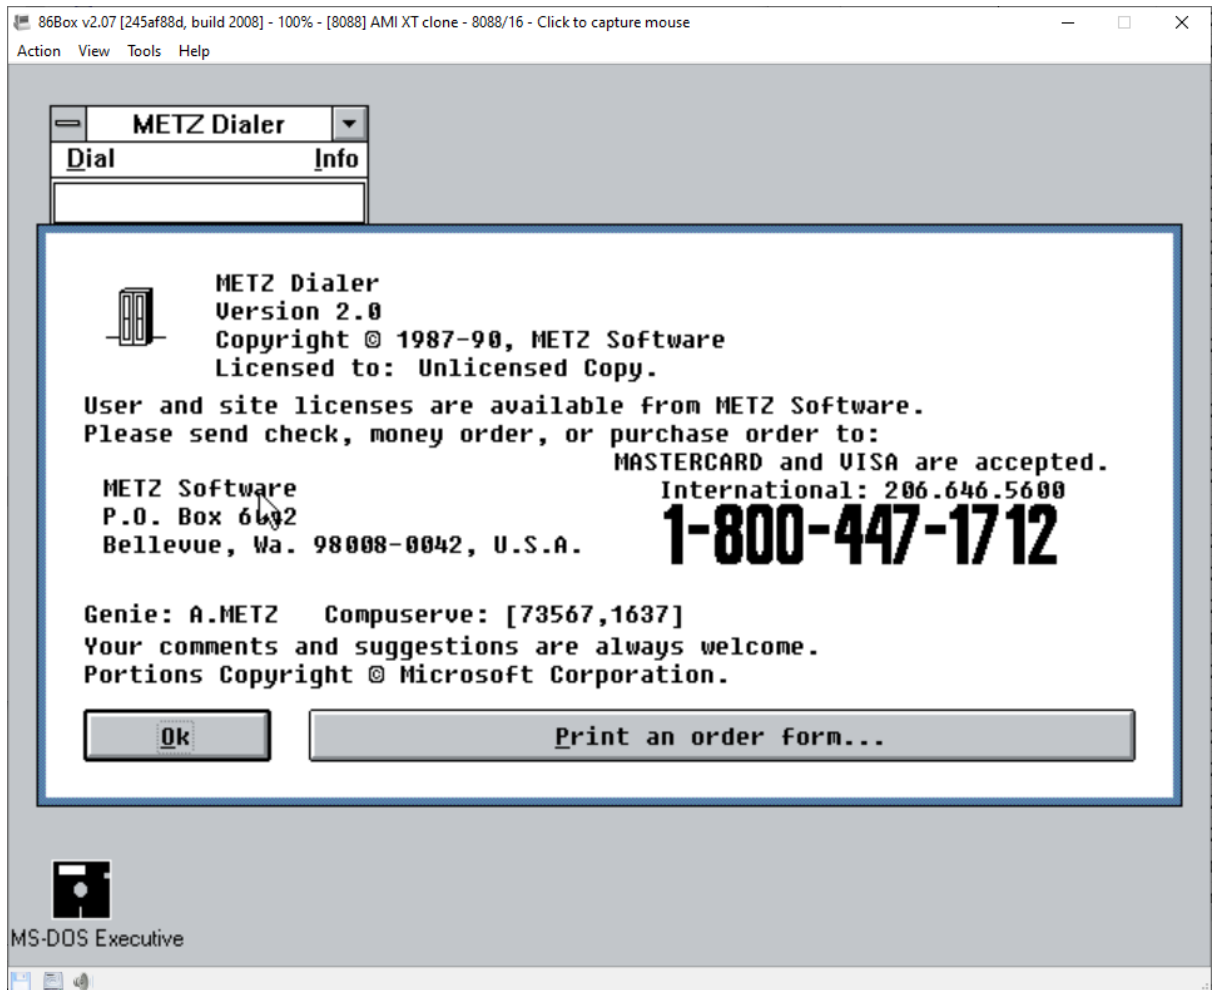 86Box v2.07 [245af88d, build 2008] - 100% - [8088] AMI XT clone - 8088/16 - Click to capture mouse
Action View Tools Help
METZ Dialer
Dial Info
METZ Dialer
Version 2.0
Copyright © 1987-90, METZ Software
Licensed to: Unlicensed Copy.
User and site licenses are available from METZ Software.
Please send check, money order, or purchase order to:
MASTERCARD and VISA are accepted.
METZ Software
International: 206.646.5600
P.O. Box
1-800-447-1712
Bellevue, Wa. 98008-0042, U.S.A.
Genie: A.METZ Compuserve: [73567,1637]
Your comments and suggestions are always welcome.
Portions Copyright © Microsoft Corporation.
Ok
Print an order form...
MS-DOS Executive